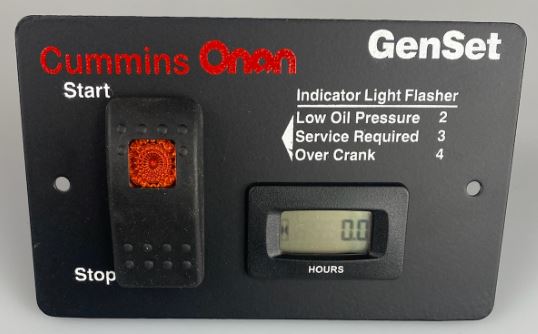 Cummins Onan
GenSet
Start
Indicator Light Flasher
Low Oil Pressure 2
Service Required 3
Over Crank 4
0.0
HOURS
Stop